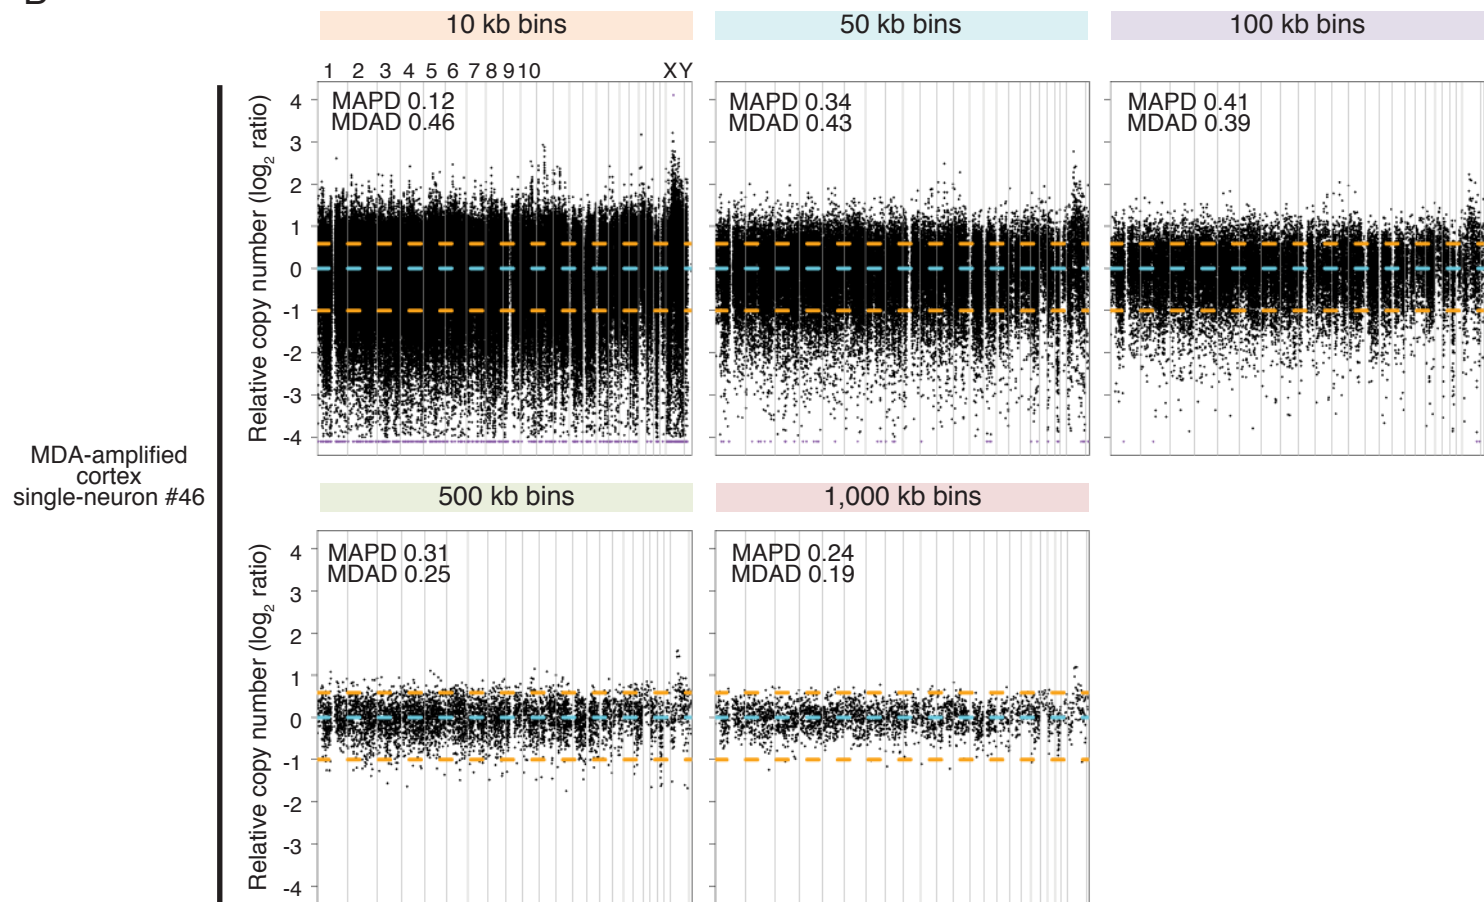 10 kb bins
50 kb bins
100 kb bins
1 2 3 4 5 6 7 8 9 10 X Y
Relative copy number (log2 ratio)
4
3
2
1
0
-1
-2
-3
-4
MAPD 0.12
MDAD 0.46
MAPD 0.34
MDAD 0.43
MAPD 0.41
MDAD 0.39
MDA-amplified
cortex
single-neuron #46
500 kb bins
1,000 kb bins
Relative copy number (log2 ratio)
4
3
2
1
0
-1
-2
-3
-4
MAPD 0.31
MDAD 0.25
MAPD 0.24
MDAD 0.19